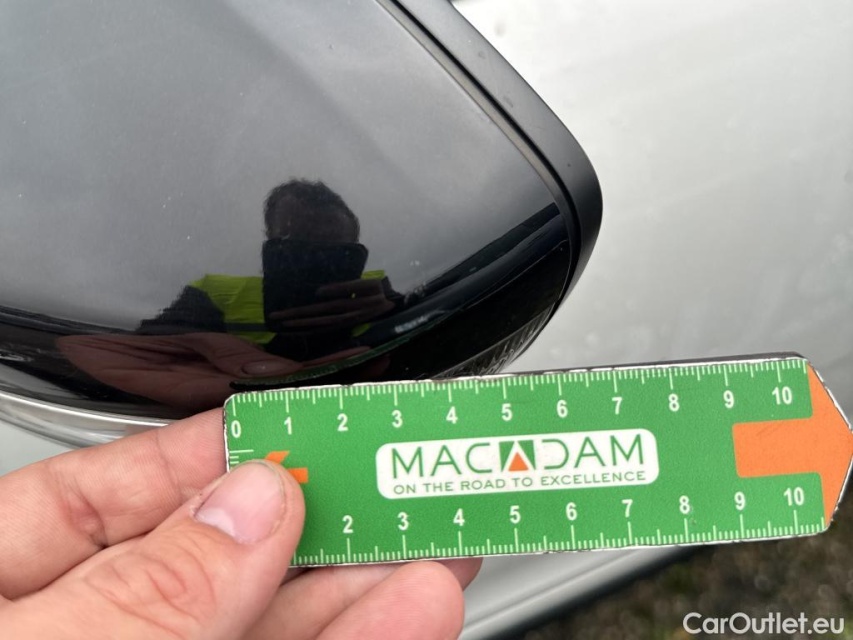 0 1 2 3 4 5 6 7 8 9 10
MACADAM
ON THE ROAD TO EXCELLENCE
2 3 4 5 6 7 8 9 10
CarOutlet.eu